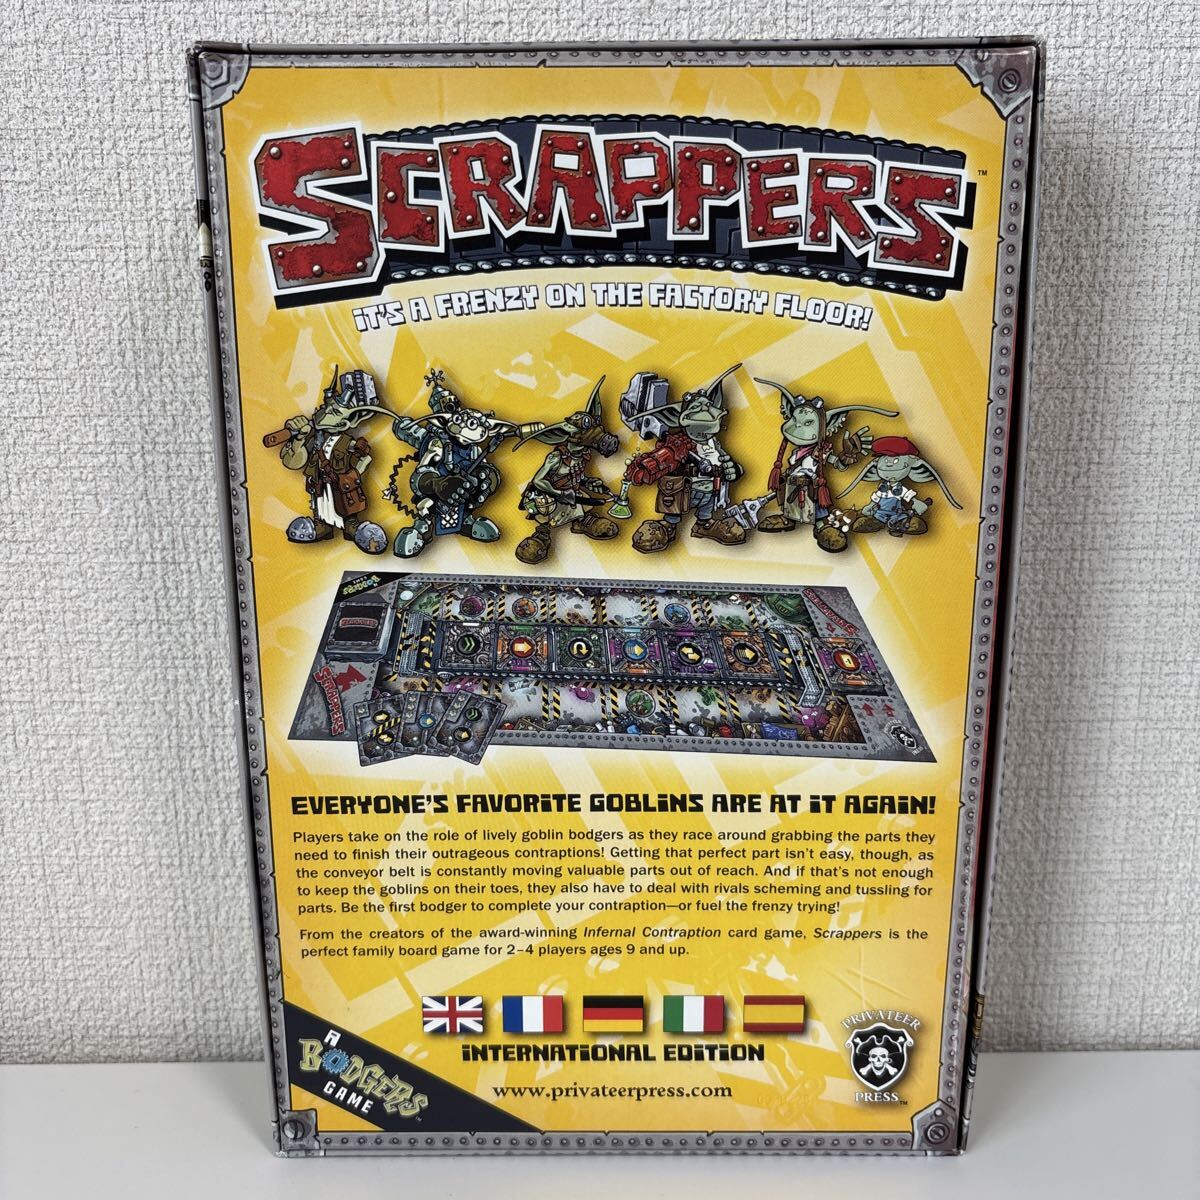 SCRAPPERS™
IT'S A FRENZY ON THE FACTORY FLOOR!
A BODGERS GAME
SCRAPPERS
SCRAPPERS
SCRAPPERS
EVERYONE'S FAVORITE GOBLINS ARE AT IT AGAIN!
Players take on the role of lively goblin bodgers as they race around grabbing the parts they
need to finish their outrageous contraptions! Getting that perfect part isn't easy, though, as
the conveyor belt is constantly moving valuable parts out of reach. And if that's not enough
to keep the goblins on their toes, they also have to deal with rivals scheming and tussling for
parts. Be the first bodger to complete your contraption—or fuel the frenzy trying!
From the creators of the award-winning Infernal Contraption card game, Scrappers is the
perfect family board game for 2–4 players ages 9 and up.
INTERNATIONAL EDITION
www.privateerpress.com
A
BODGERS™
GAME
PRIVATEER
PRESS™